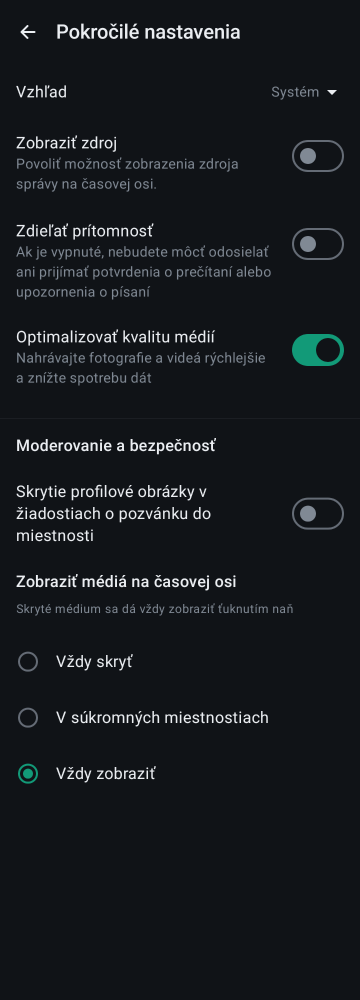 Pokročilé nastavenia
Vzhľad
Systém
Zobraziť zdroj
Povoliť možnosť zobrazenia zdroja
správy na časovej osi.
Zdieľať prítomnosť
Ak je vypnuté, nebudete môcť odosielať
ani prijímať potvrdenia o prečítaní alebo
upozornenia o písaní
Optimalizovať kvalitu médií
Nahrávajte fotografie a videá rýchlejšie
a znížte spotrebu dát
Moderovanie a bezpečnosť
Skrytie profilové obrázky v
žiadostiach o pozvánku do
miestnosti
Zobraziť médiá na časovej osi
Skryté médium sa dá vždy zobraziť ťuknutím naň
Vždy skryť
V súkromných miestnostiach
Vždy zobraziť